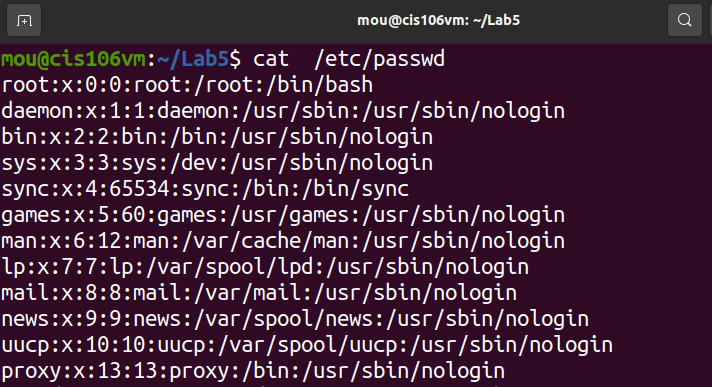 mou@cis106vm: ~/Lab5
mou@cis106vm:~/Lab5$ cat  /etc/passwd
root:x:0:0:root:/root:/bin/bash
daemon:x:1:1:daemon:/usr/sbin:/usr/sbin/nologin
bin:x:2:2:bin:/bin:/usr/sbin/nologin
sys:x:3:3:sys:/dev:/usr/sbin/nologin
sync:x:4:65534:sync:/bin:/bin/sync
games:x:5:60:games:/usr/games:/usr/sbin/nologin
man:x:6:12:man:/var/cache/man:/usr/sbin/nologin
lp:x:7:7:lp:/var/spool/lpd:/usr/sbin/nologin
mail:x:8:8:mail:/var/mail:/usr/sbin/nologin
news:x:9:9:news:/var/spool/news:/usr/sbin/nologin
uucp:x:10:10:uucp:/var/spool/uucp:/usr/sbin/nologin
proxy:x:13:13:proxy:/bin:/usr/sbin/nologin